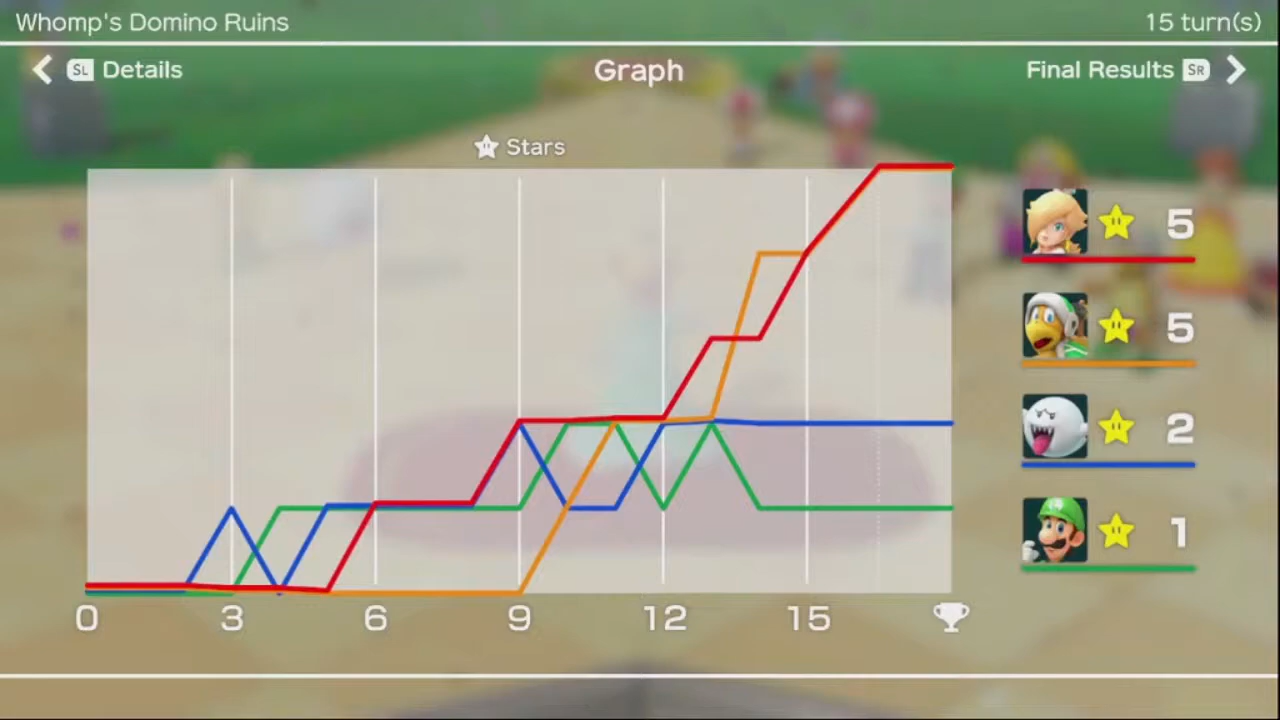 Whomp's Domino Ruins 15 turn(s)
SL Details Graph Final Results SR
Stars
5
5
2
1
0 3 6 9 12 15